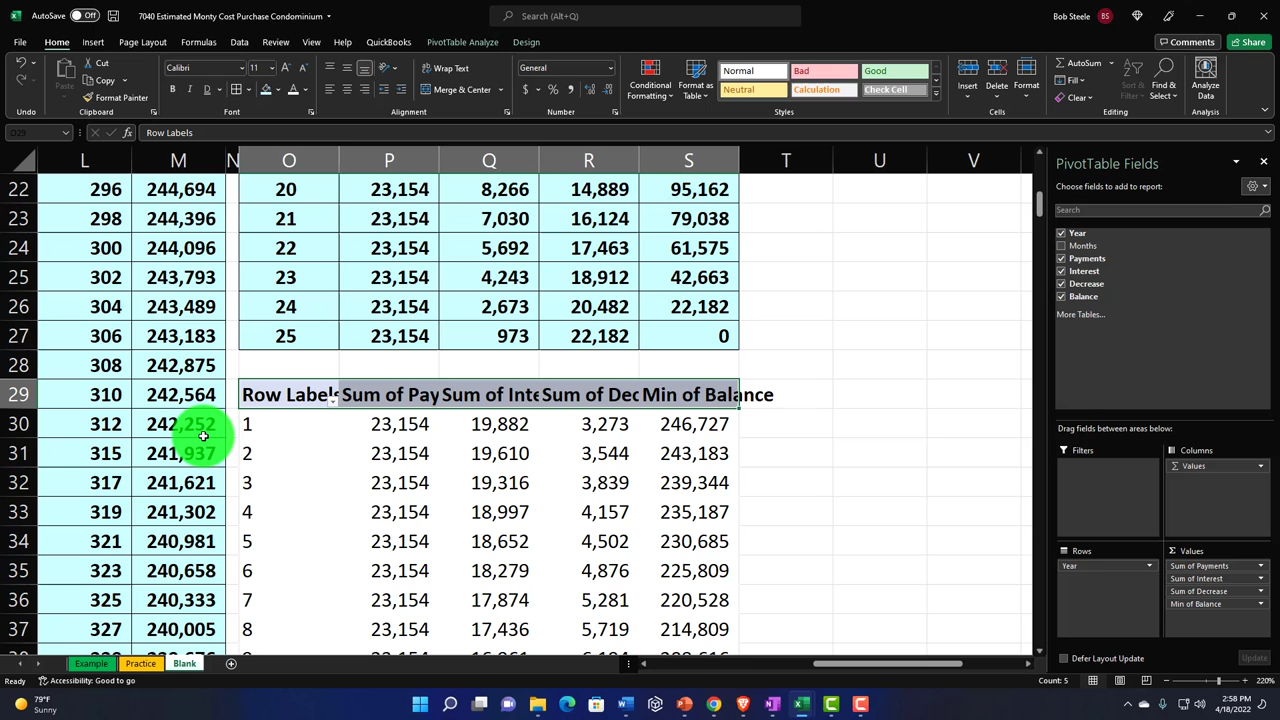 AutoSave Off 7040 Estimated Monty Cost Purchase Condominium Search (Alt+Q) Bob Steele BS
File Home Insert Page Layout Formulas Data Review View Help QuickBooks PivotTable Analyze Design Comments Share
Paste Cut Copy Format Painter Calibri 11 Wrap Text Merge & Center General Conditional Formatting Format as Table Normal Bad Good Neutral Calculation Check Cell Insert Delete Format AutoSum Fill Clear Sort & Filter Find & Select Analyze Data
Undo Clipboard Font Alignment Number Styles Cells Editing Analysis
O29 fx Row Labels
L M N O P Q R S T U V
22 296 244,694 20 23,154 8,266 14,889 95,162
23 298 244,396 21 23,154 7,030 16,124 79,038
24 300 244,096 22 23,154 5,692 17,463 61,575
25 302 243,793 23 23,154 4,243 18,912 42,663
26 304 243,489 24 23,154 2,673 20,482 22,182
27 306 243,183 25 23,154 973 22,182 0
28 308 242,875
29 310 242,564 Row Labels Sum of Pay Sum of Inte Sum of Dec Min of Balance
30 312 242,252 1 23,154 19,882 3,273 246,727
31 315 241,937 2 23,154 19,610 3,544 243,183
32 317 241,621 3 23,154 19,316 3,839 239,344
33 319 241,302 4 23,154 18,997 4,157 235,187
34 321 240,981 5 23,154 18,652 4,502 230,685
35 323 240,658 6 23,154 18,279 4,876 225,809
36 325 240,333 7 23,154 17,874 5,281 220,528
37 327 240,005 8 23,154 17,436 5,719 214,809
PivotTable Fields
Choose fields to add to report:
Search
Year
Months
Payments
Interest
Decrease
Balance
More Tables...
Drag fields between areas below:
Filters Columns
Σ Values
Rows Σ Values
Year Sum of Payments
Sum of Interest
Sum of Decrease
Min of Balance
Defer Layout Update Update
Example Practice Blank
Ready Accessibility: Good to go Count: 5 220%
79°F
Sunny
2:58 PM
4/18/2022